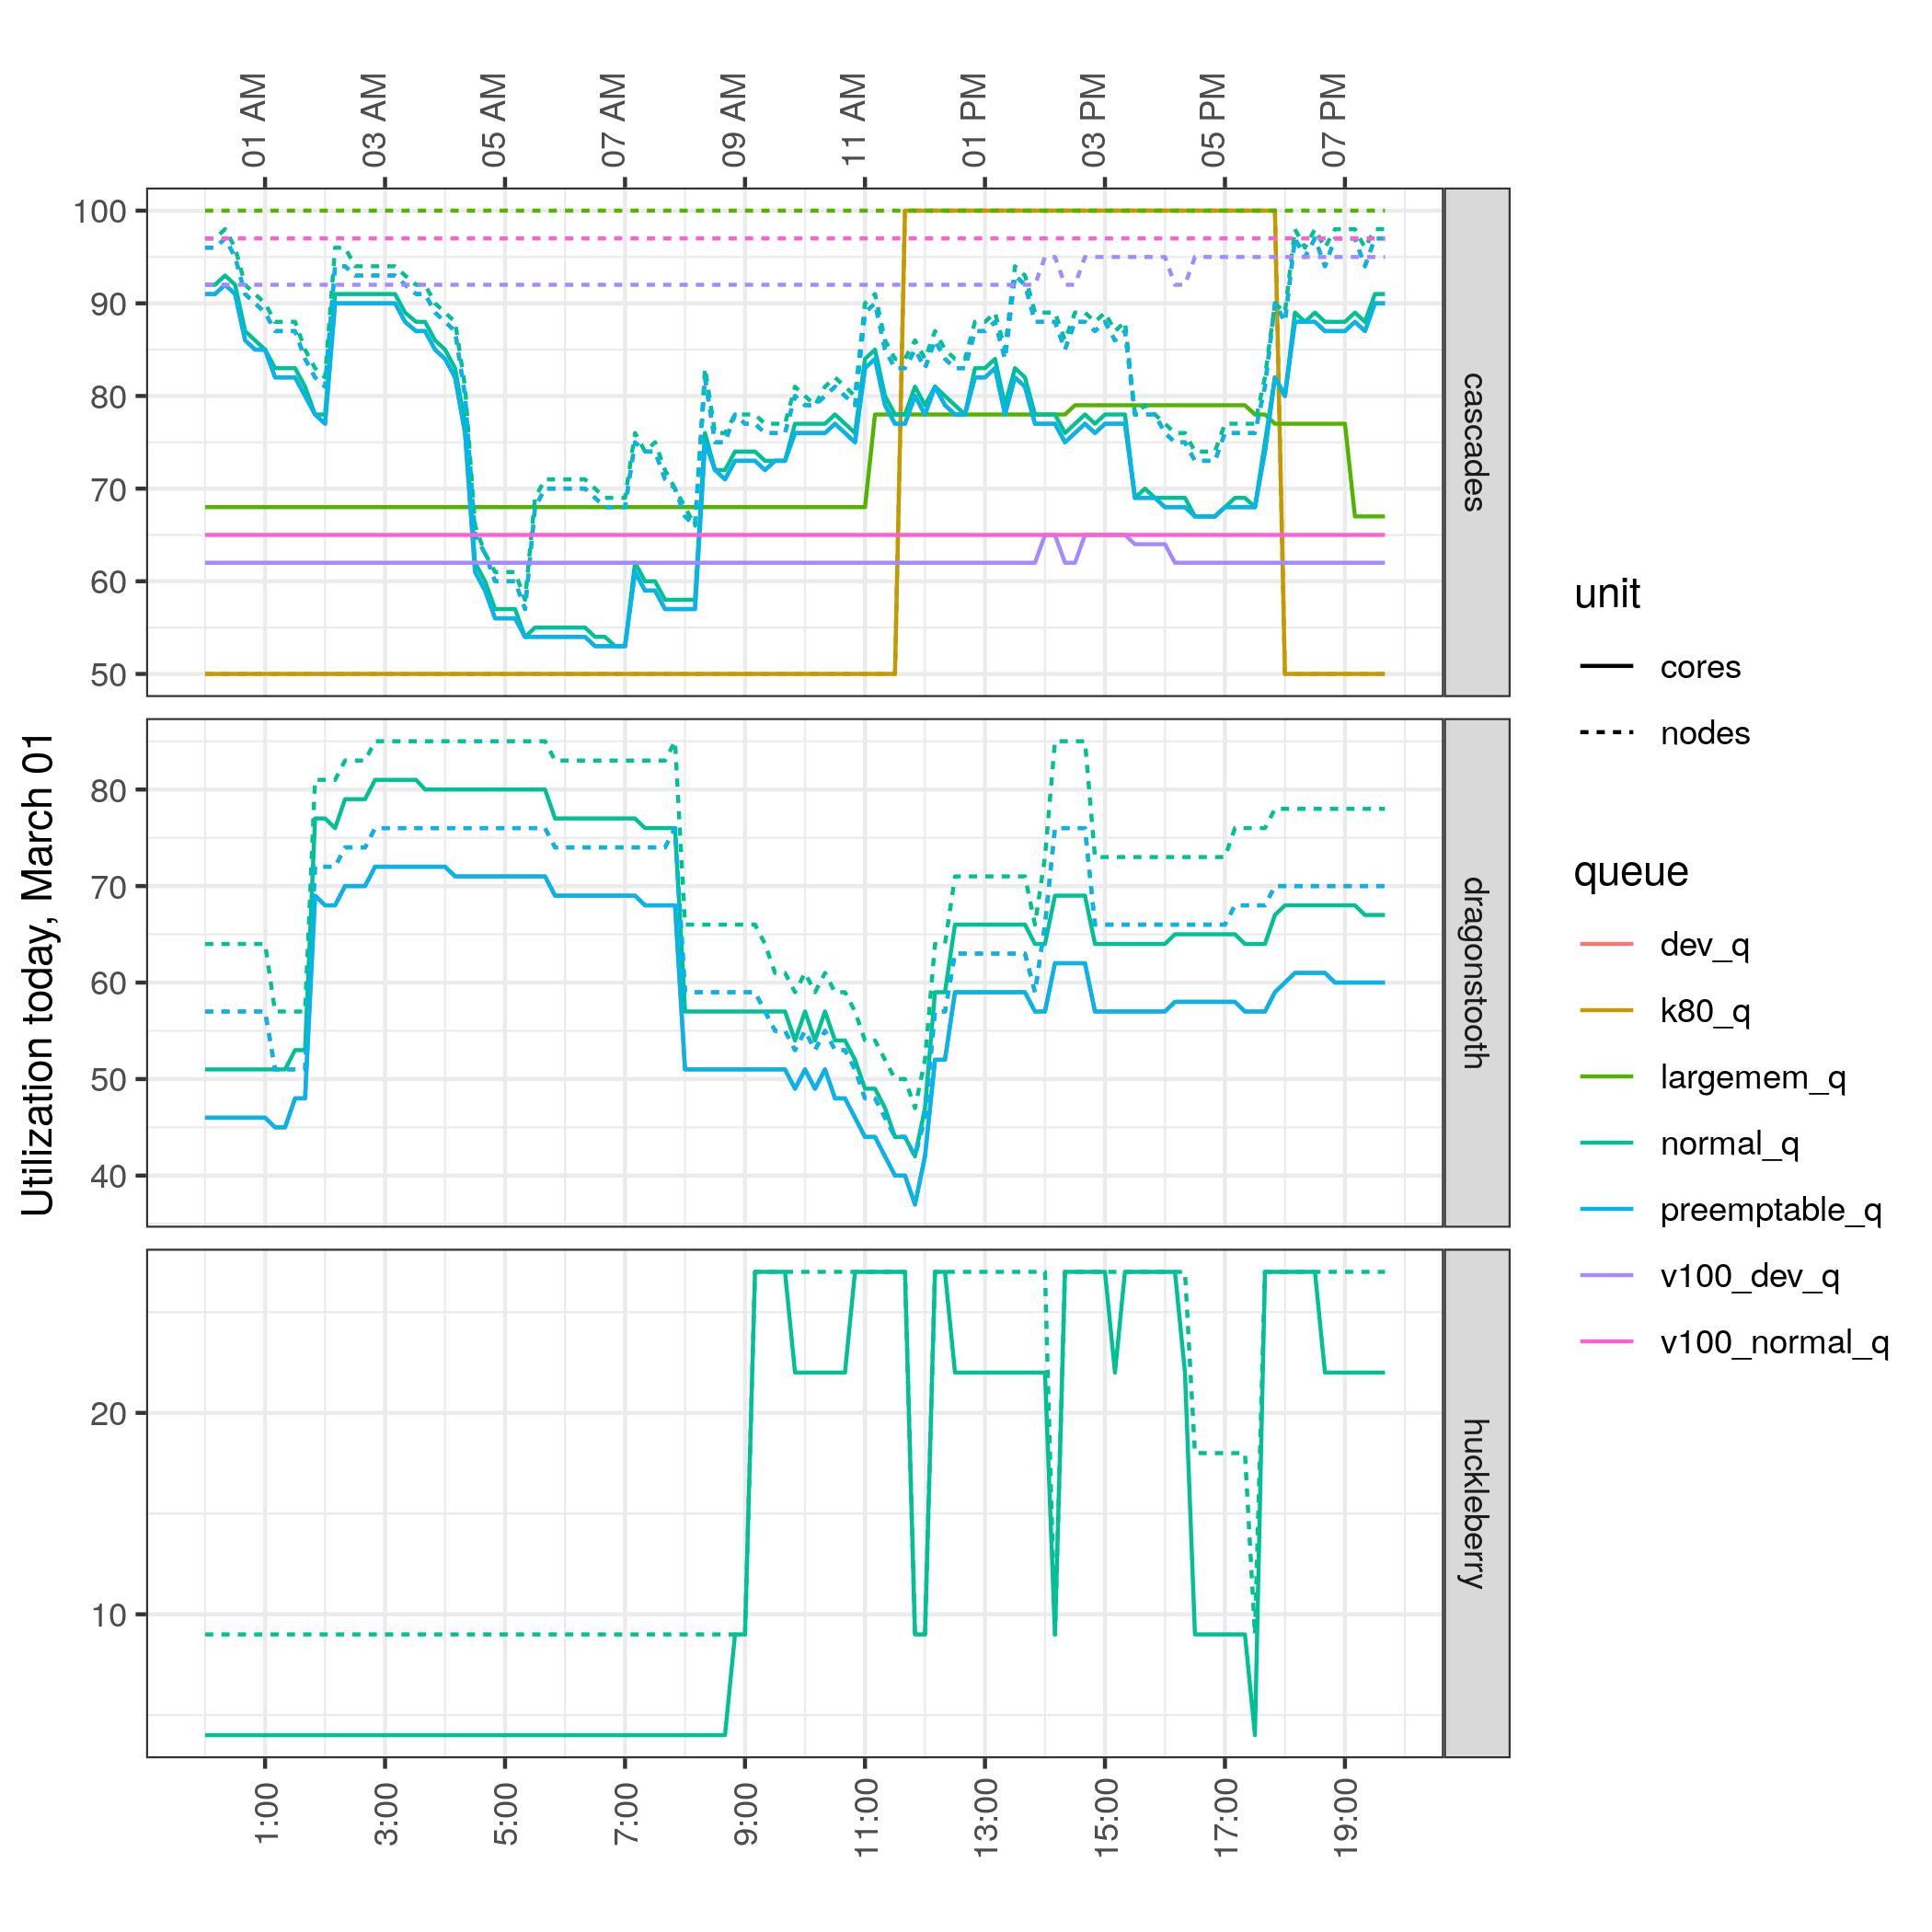 01 AM
03 AM
05 AM
07 AM
09 AM
11 AM
01 PM
03 PM
05 PM
07 PM
Utilization today, March 01
100
90
80
70
60
50
cascades
80
70
60
50
40
dragonstooth
20
10
huckleberry
1:00
3:00
5:00
7:00
9:00
11:00
13:00
15:00
17:00
19:00
unit
cores
nodes
queue
dev_q
k80_q
largemem_q
normal_q
preemptable_q
v100_dev_q
v100_normal_q